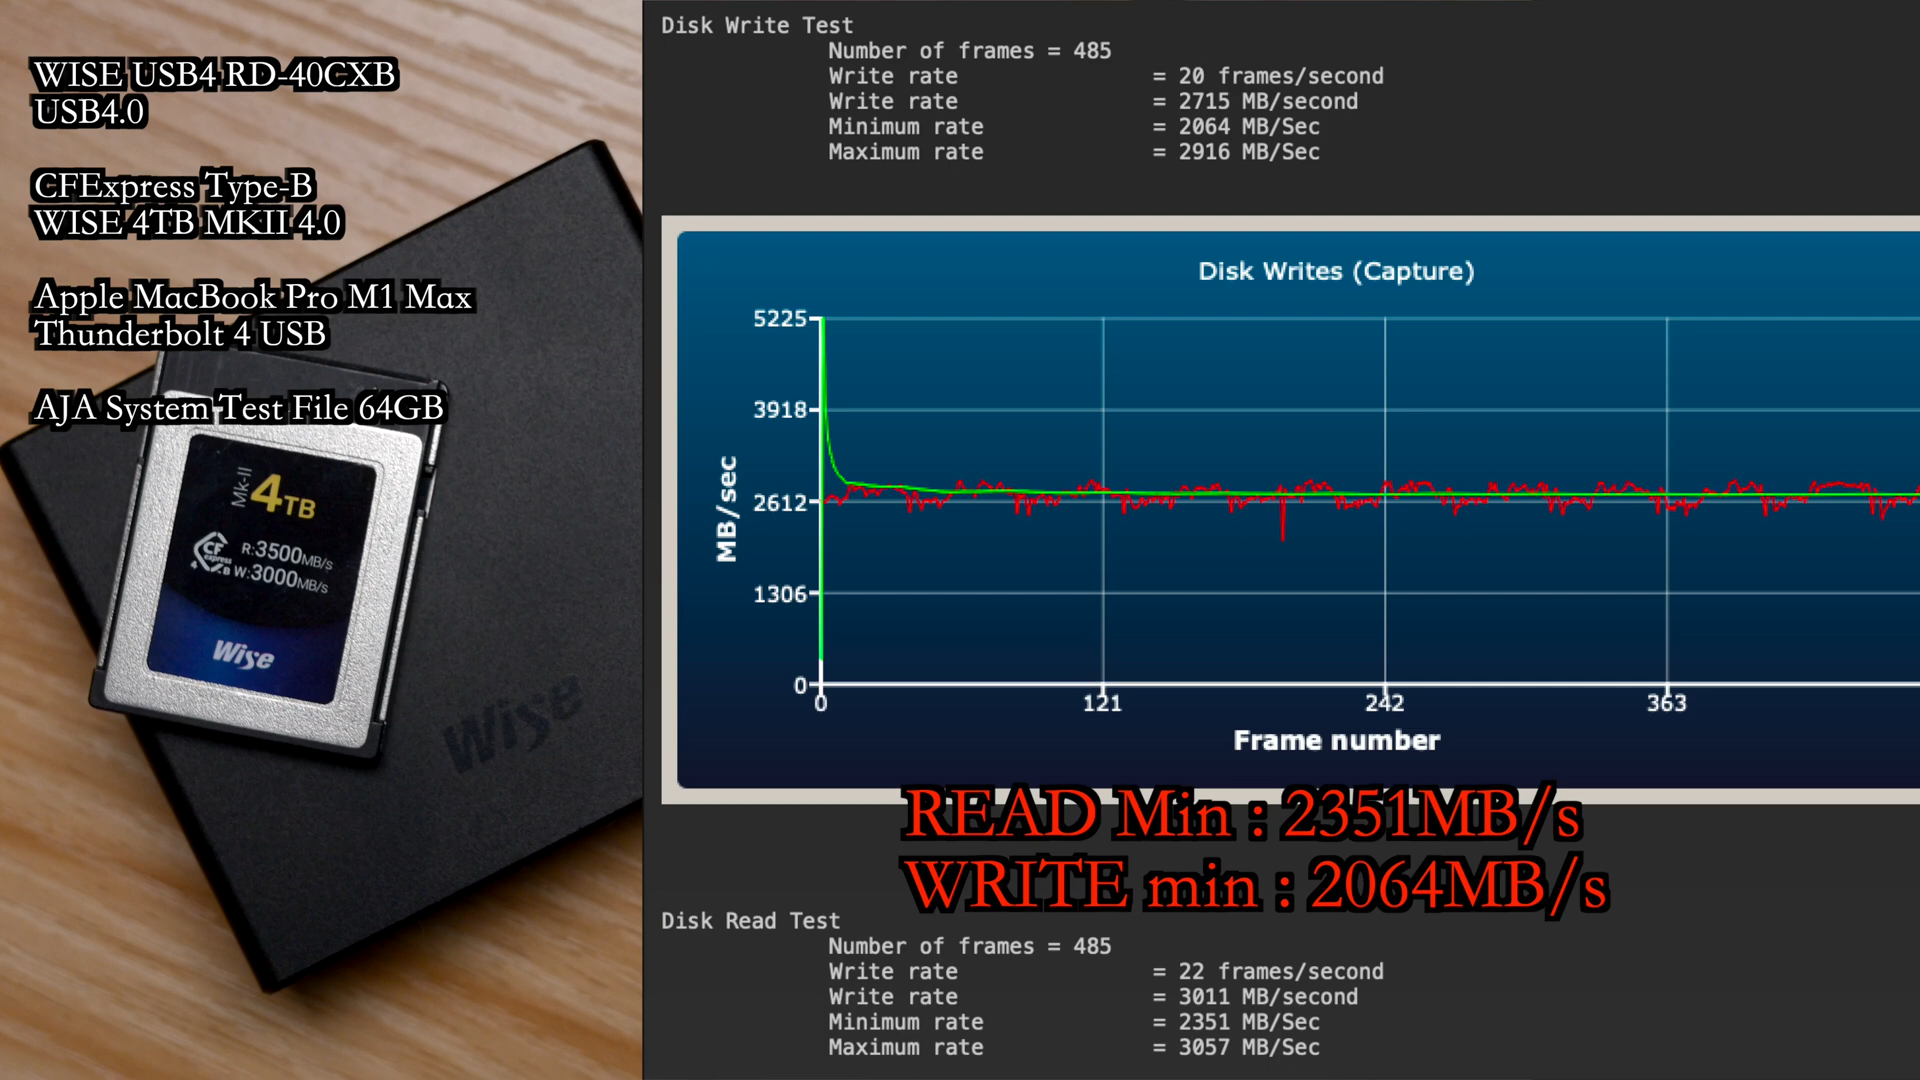 WISE USB4 RD-40CXB
USB4.0
CFExpress Type-B
WISE 4TB MKII 4.0
Apple MacBook Pro M1 Max
Thunderbolt 4 USB
AJA System Test File 64GB
Mk-II
4TB
CF express 4 B
R:3500MB/s
W:3000MB/s
Wise
Wise
Disk Write Test
Number of frames = 485
Write rate = 20 frames/second
Write rate = 2715 MB/second
Minimum rate = 2064 MB/Sec
Maximum rate = 2916 MB/Sec
Disk Writes (Capture)
MB/sec
5225
3918
2612
1306
0
0 121 242 363
Frame number
READ Min : 2351MB/s
WRITE min : 2064MB/s
Disk Read Test
Number of frames = 485
Write rate = 22 frames/second
Write rate = 3011 MB/second
Minimum rate = 2351 MB/Sec
Maximum rate = 3057 MB/Sec